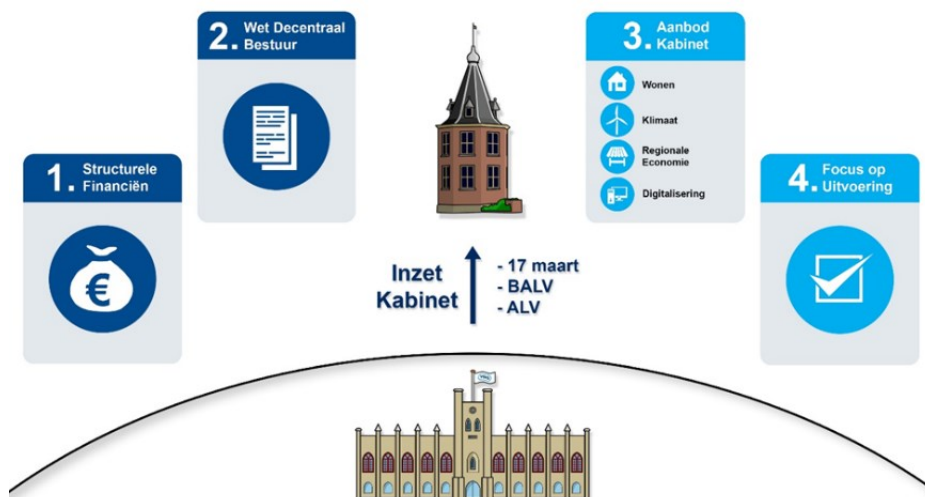 1. Structurele
Financiën
2. Wet Decentraal
Bestuur
3. Aanbod
Kabinet
Wonen
Klimaat
Regionale
Economie
Digitalisering
4. Focus op
Uitvoering
Inzet
Kabinet
- 17 maart
- BALV
- ALV